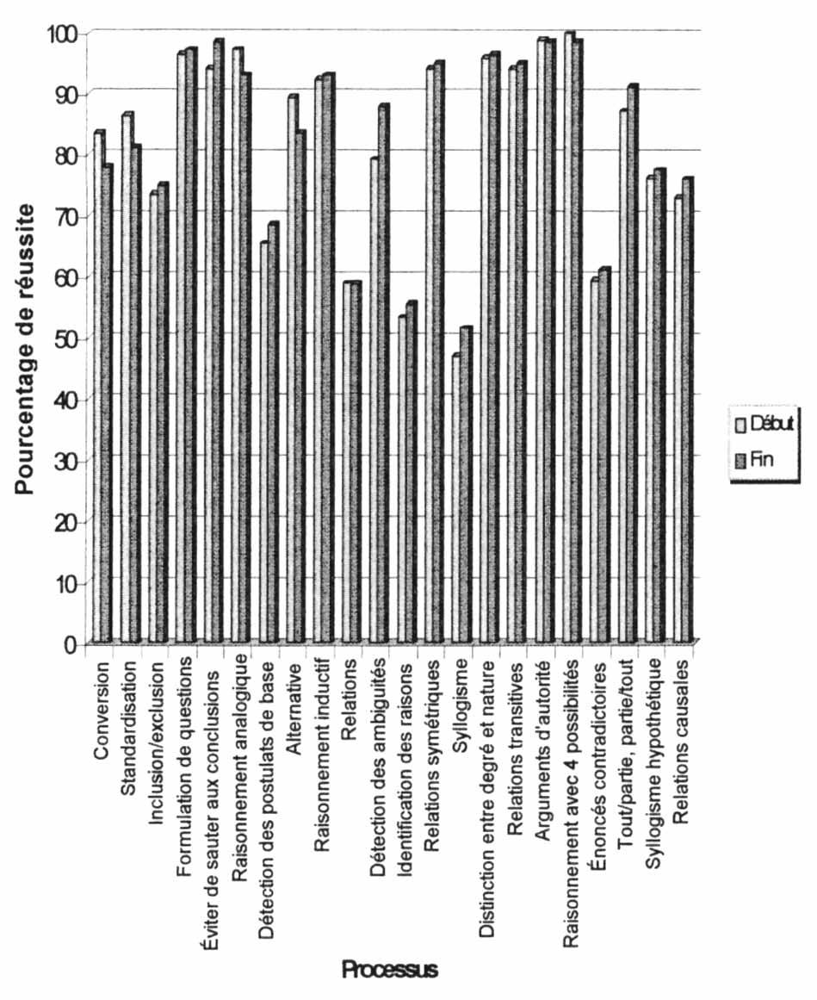 Pourcentage de réussite
100
90
80
70
60
50
40
30
20
10
0
Conversion
Standardisation
Inclusion/exclusion
Formulation de questions
Éviter de sauter aux conclusions
Raisonnement analogique
Détection des postulats de base
Alternative
Raisonnement inductif
Relations
Détection des ambiguités
Identification des raisons
Relations symétriques
Syllogisme
Distinction entre degré et nature
Relations transitives
Arguments d'autorité
Raisonnement avec 4 possibilités
Énoncés contradictoires
Tout/partie, partie/tout
Syllogisme hypothétique
Relations causales
Processus
Début
Fin